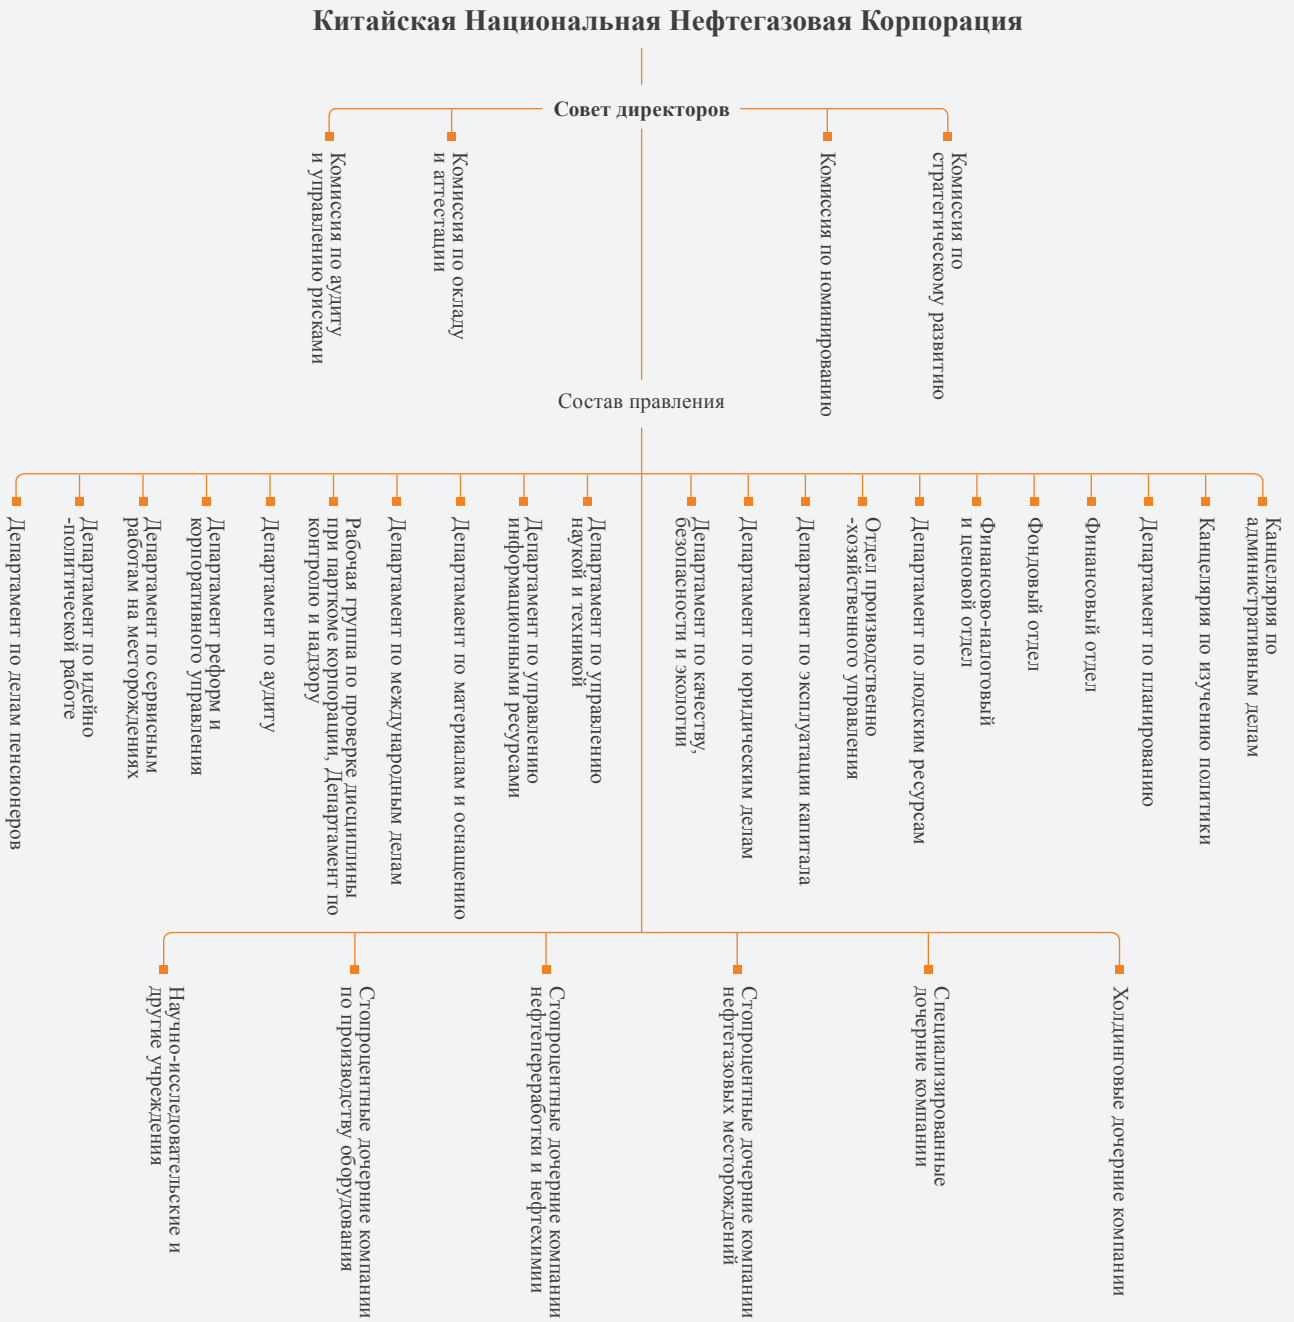 Китайская Национальная Нефтегазовая Корпорация
Совет директоров
Комиссия по аудиту
и управлению рисками
Комиссия по окладу
и аттестации
Комиссия по номинированию
Комиссия по
стратегическому развитию
Состав правления
Департамент по делам пенсионеров
Департамент по идейно
-политической работе
Департамент по сервисным
работам на месторождениях
Департамент реформ и
корпоративного управления
Департамент по аудиту
Рабочая группа по проверке дисциплины
при парткоме корпорации, Департамент по
контролю и надзору
Департамент по международным делам
Департамаент по материалам и оснащению
Департамент по управлению
информационными ресурсами
Департамент по управлению
наукой и техникой
Департамент по качеству,
безопасности и экологии
Департамент по юридическим делам
Департамент по эксплуатации капитала
Отдел производственно
-хозяйственного управления
Департамент по людским ресурсам
Финансово-налоговый
и ценовой отдел
Фондовый отдел
Финансовый отдел
Департамент по планированию
Канцелярия по изучению политики
Канцелярия по
административным делам
Научно-исследовательские и
другие учреждения
Стопроцентные дочерние компании
по производству оборудования
Стопроцентные дочерние компании
нефтепереработки и нефтехимии
Стопроцентные дочерние компании
нефтегазовых месторождений
Специализированные
дочерние компании
Холдинговые дочерние компании